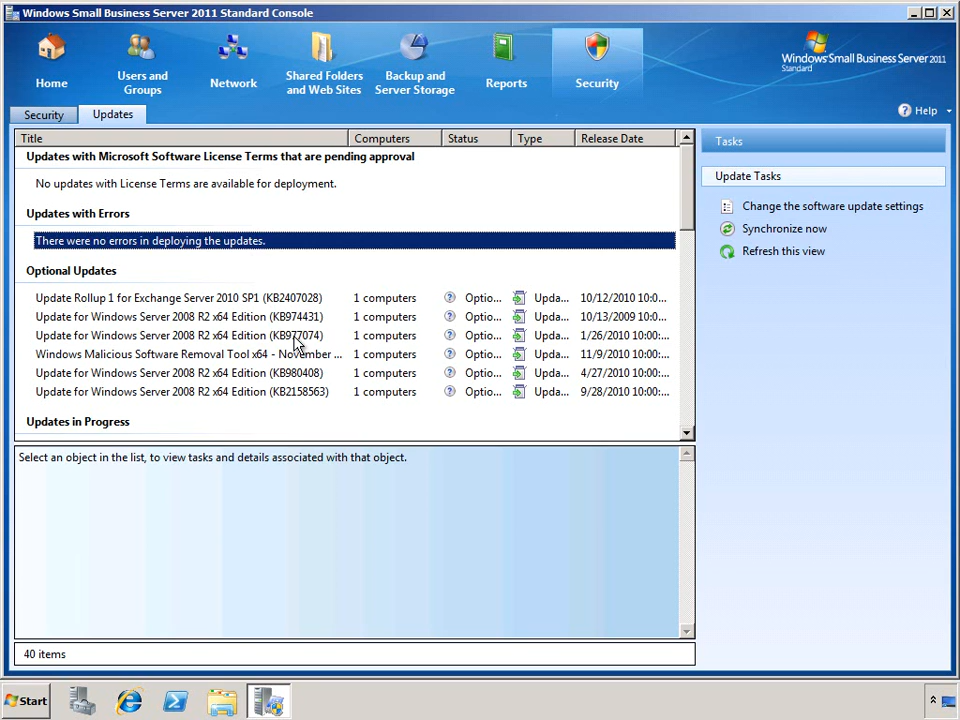 Windows Small Business Server 2011 Standard Console
Home
Users and Groups
Network
Shared Folders and Web Sites
Backup and Server Storage
Reports
Security
Windows Small Business Server 2011
Standard
Security
Updates
Help
Title
Computers
Status
Type
Release Date
Updates with Microsoft Software License Terms that are pending approval
No updates with License Terms are available for deployment.
Updates with Errors
There were no errors in deploying the updates.
Optional Updates
Update Rollup 1 for Exchange Server 2010 SP1 (KB2407028) 1 computers Optio... Upda... 10/12/2010 10:0...
Update for Windows Server 2008 R2 x64 Edition (KB974431) 1 computers Optio... Upda... 10/13/2009 10:0...
Update for Windows Server 2008 R2 x64 Edition (KB977074) 1 computers Optio... Upda... 1/26/2010 10:00:...
Windows Malicious Software Removal Tool x64 - November ... 1 computers Optio... Upda... 11/9/2010 10:00:...
Update for Windows Server 2008 R2 x64 Edition (KB980408) 1 computers Optio... Upda... 4/27/2010 10:00:...
Update for Windows Server 2008 R2 x64 Edition (KB2158563) 1 computers Optio... Upda... 9/28/2010 10:00:...
Updates in Progress
Select an object in the list, to view tasks and details associated with that object.
40 items
Tasks
Update Tasks
Change the software update settings
Synchronize now
Refresh this view
Start